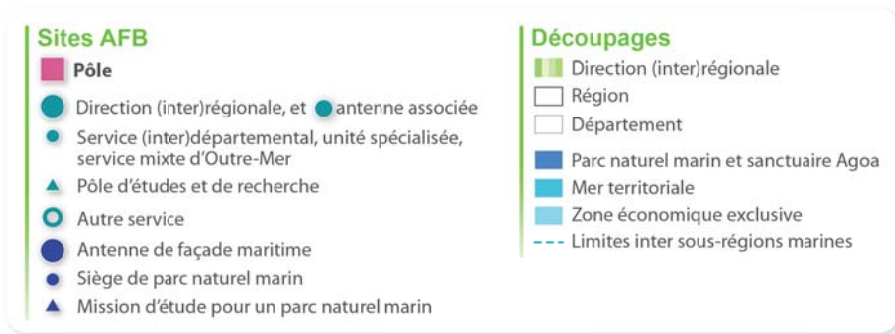 Sites AFB
Pôle
Direction (inter)régionale, et antenne associée
Service (inter)départemental, unité spécialisée,
service mixte d'Outre-Mer
Pôle d'études et de recherche
Autre service
Antenne de façade maritime
Siège de parc naturel marin
Mission d'étude pour un parc naturel marin
Découpages
Direction (inter)régionale
Région
Département
Parc naturel marin et sanctuaire Agoa
Mer territoriale
Zone économique exclusive
Limites inter sous-régions marines